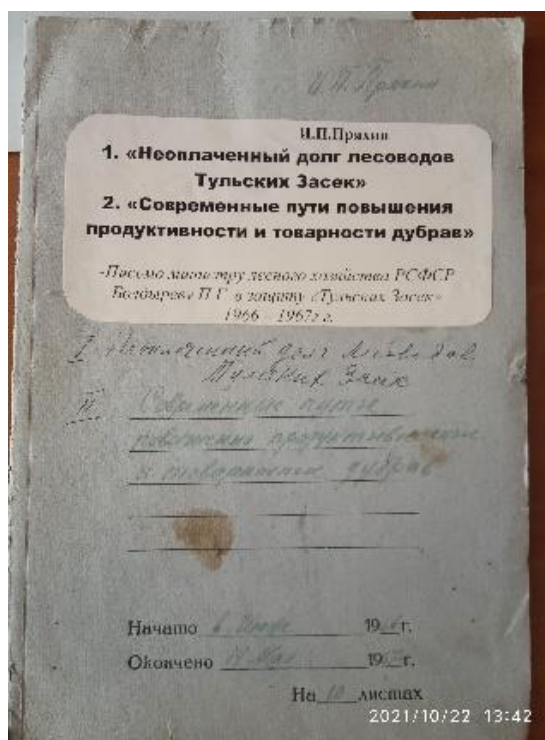 И.П. Пряхин
И.П.Пряхин
1. «Неоплаченный долг лесоводов
Тульских Засек»
2. «Современные пути повышения
продуктивности и товарности дубрав»
-Письмо министру лесного хозяйства РСФСР
в защиту «Тульских Засек»
1966 – 1967г.г.
I. Неоплаченный долг лесоводов
Тульских Засек
II. Современные пути
повышения продуктивности
и товарности дубрав
Начато 19 г.
Окончено 19 г.
На 10 листах
2021/10/22 13:42